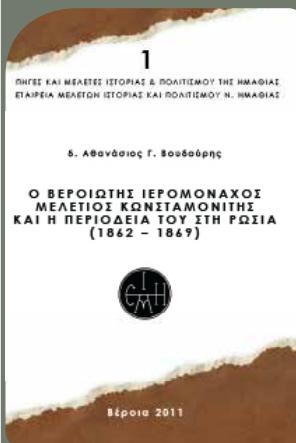 1
ΠΗΓΕΣ ΚΑΙ ΜΕΛΕΤΕΣ ΙΣΤΟΡΙΑΣ & ΠΟΛΙΤΙΣΜΟΥ ΤΗΣ ΗΜΑΘΙΑΣ
ΕΤΑΙΡΕΙΑ ΜΕΛΕΤΩΝ ΙΣΤΟΡΙΑΣ ΚΑΙ ΠΟΛΙΤΙΣΜΟΥ Ν. ΗΜΑΘΙΑΣ
δ. Αθανάσιος Γ. Βουδούρης
Ο ΒΕΡΟΙΩΤΗΣ ΙΕΡΟΜΟΝΑΧΟΣ
ΜΕΛΕΤΙΟΣ ΚΩΝΣΤΑΜΟΝΙΤΗΣ
ΚΑΙ Η ΠΕΡΙΟΔΕΙΑ ΤΟΥ ΣΤΗ ΡΩΣΙΑ
(1862 – 1869)
Ι
Ε Η
Μ
Βέροια 2011